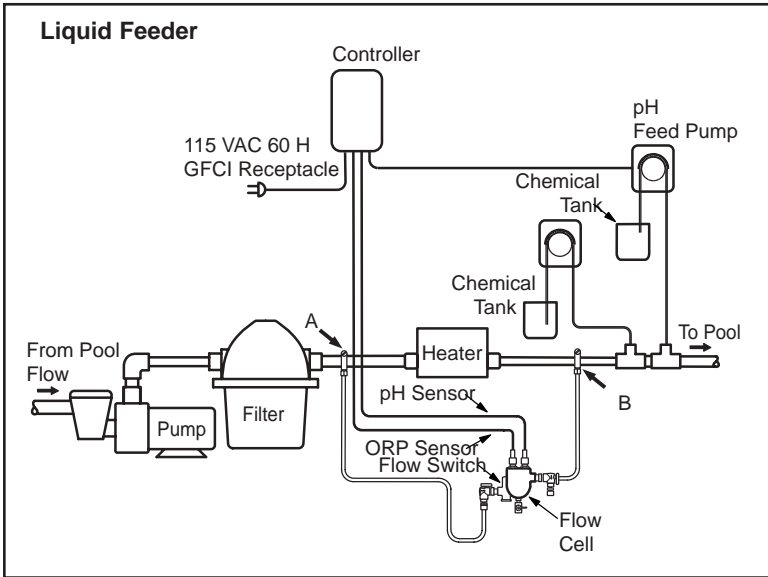 Liquid Feeder
Controller
115 VAC 60 H
GFCI Receptacle
pH
Feed Pump
Chemical
Tank
Chemical
Tank
A
To Pool
From Pool
Flow
Heater
pH Sensor
B
Filter
Pump
ORP Sensor
Flow Switch
Flow
Cell